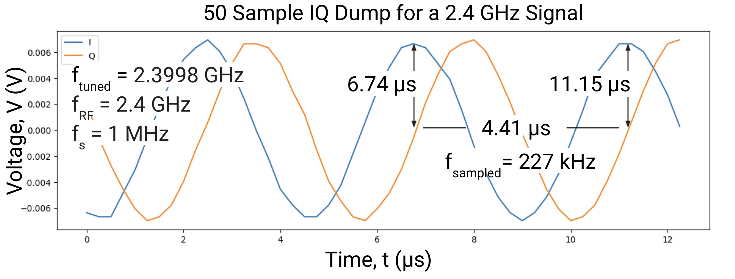 50 Sample IQ Dump for a 2.4 GHz Signal
I
Q
f_tuned = 2.3998 GHz
f_RF = 2.4 GHz
f_s = 1 MHz
6.74 µs
11.15 µs
4.41 µs
f_sampled = 227 kHz
Voltage, V (V)
0.006
0.004
0.002
0.000
0.002
0.004
−0.006
0
2
4
6
8
10
12
Time, t (µs)